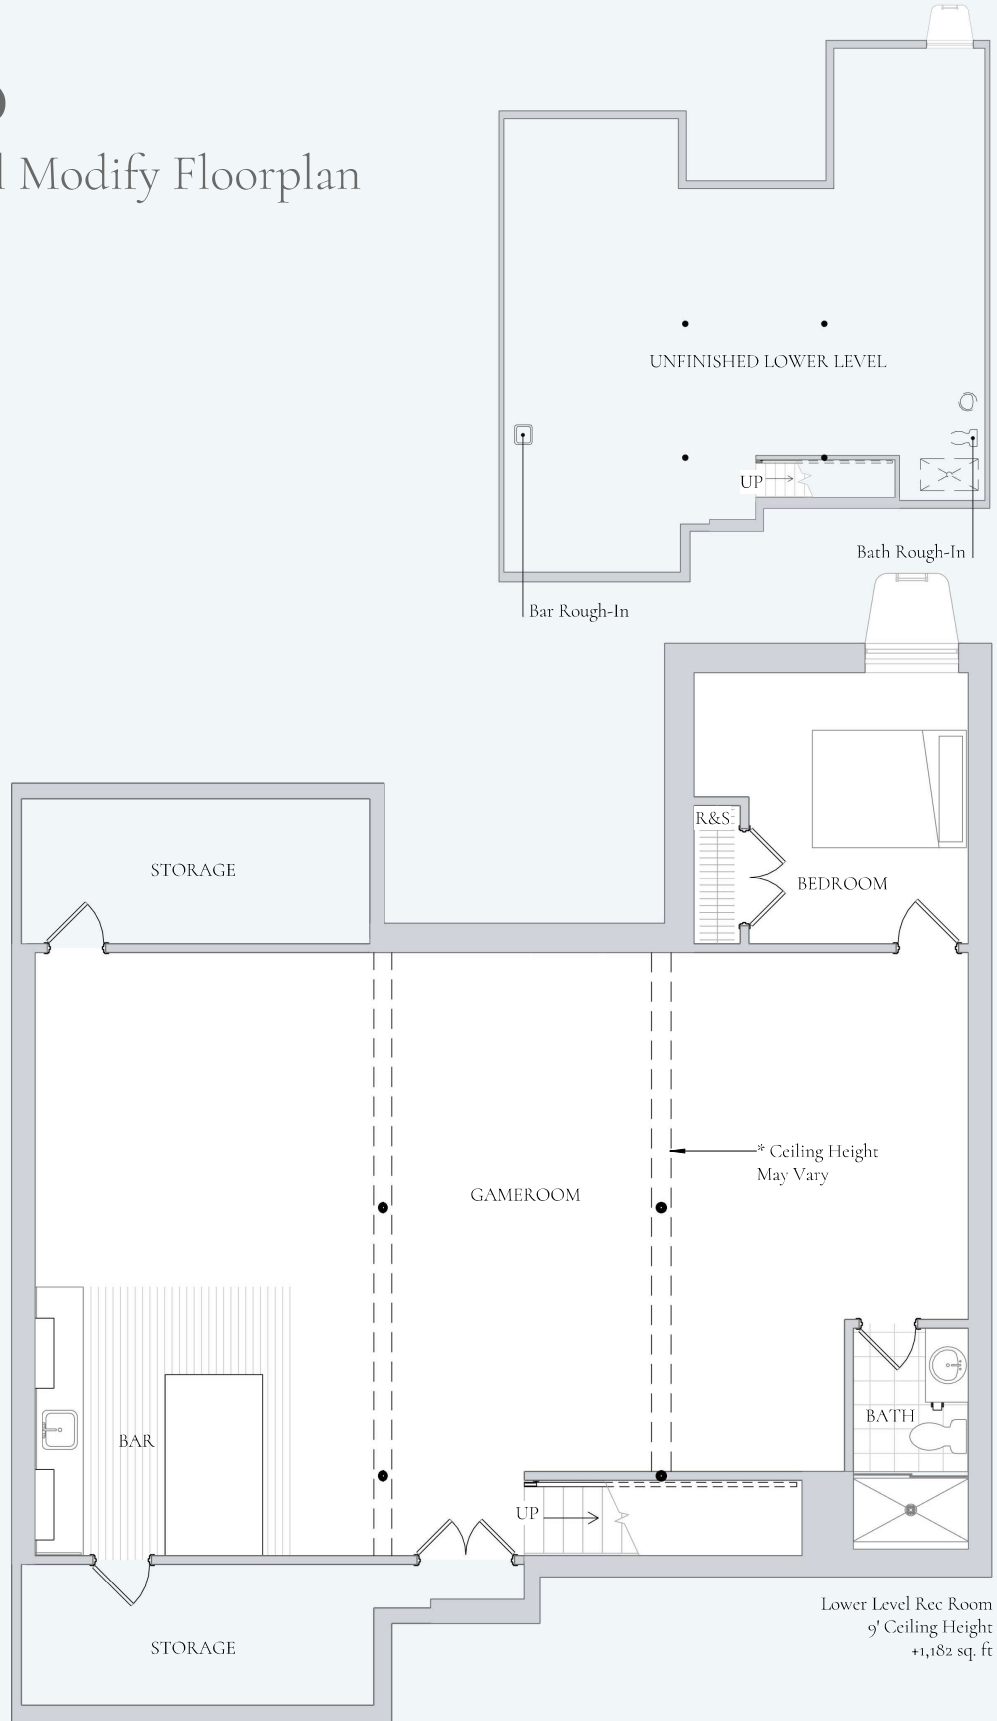 Modify Floorplan
UNFINISHED LOWER LEVEL
UP
Bath Rough-In
Bar Rough-In
R&S
STORAGE
BEDROOM
* Ceiling Height
May Vary
GAMEROOM
BATH
BAR
UP
Lower Level Rec Room
9' Ceiling Height
+1,182 sq. ft
STORAGE